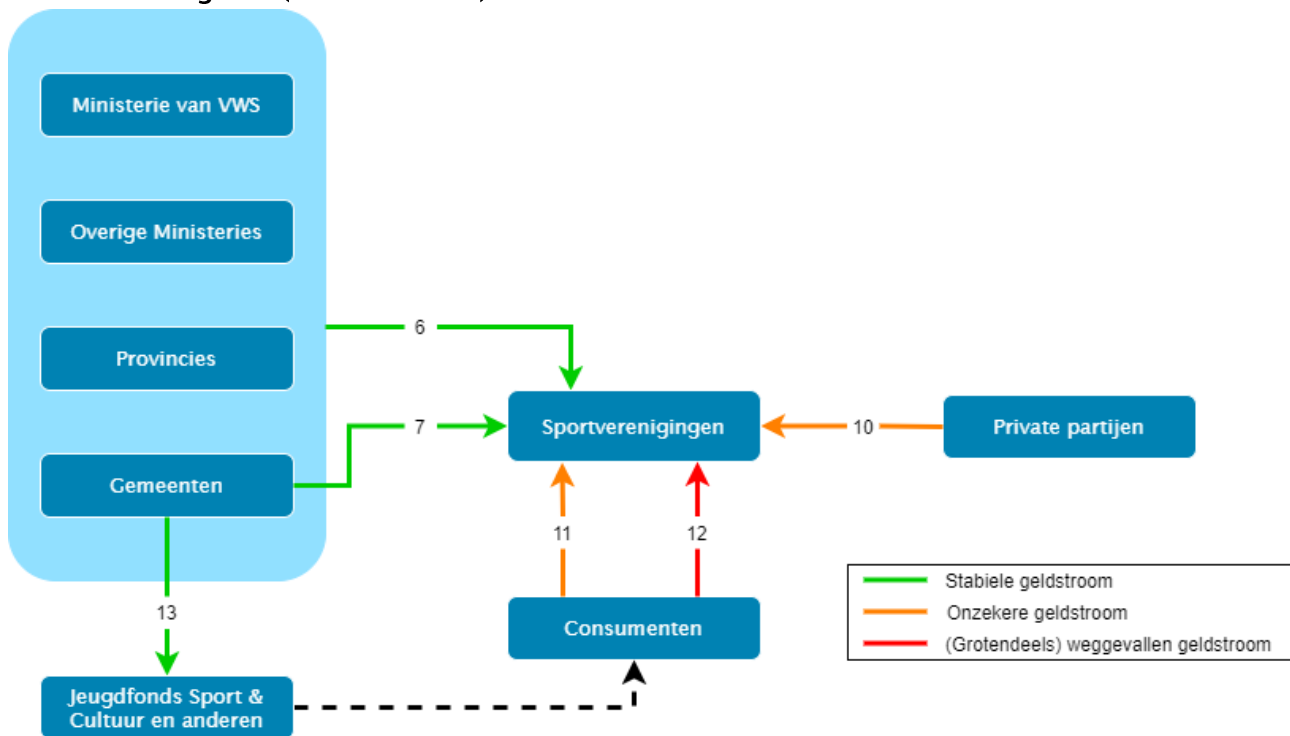 Ministerie van VWS
Overige Ministeries
Provincies
6
7
Sportverenigingen
10
Private partijen
Gemeenten
11
12
13
Consumenten
Stabiele geldstroom
Onzekere geldstroom
(Grotendeels) weggevallen geldstroom
Jeugdfonds Sport &
Cultuur en anderen